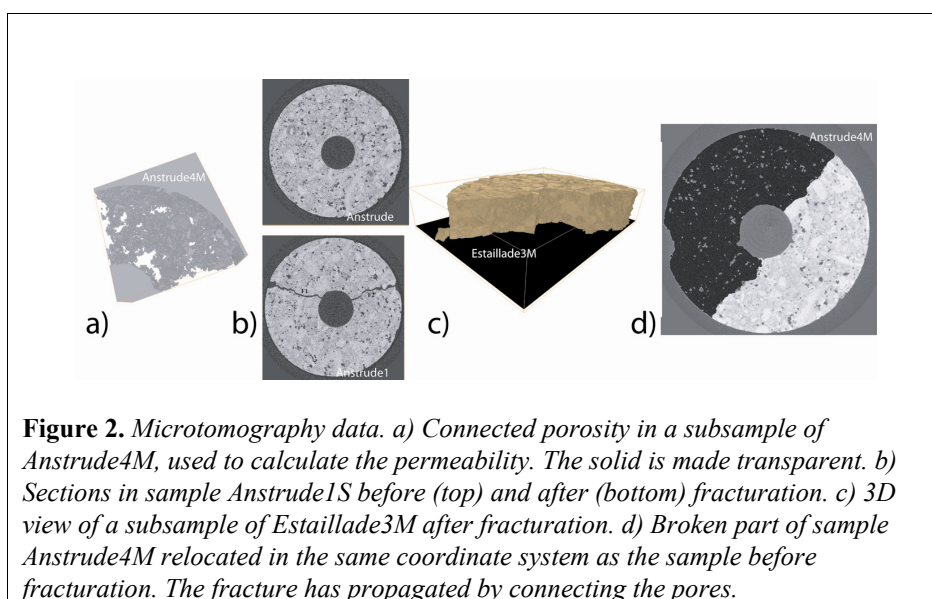 Anstrude4M
Anstrude
Anstrude1
Estaillade3M
Anstrude4M
a)
b)
c)
d)
Figure 2. Microtomography data. a) Connected porosity in a subsample of
Anstrude4M, used to calculate the permeability. The solid is made transparent. b)
Sections in sample Anstrude1S before (top) and after (bottom) fracturation. c) 3D
view of a subsample of Estaillade3M after fracturation. d) Broken part of sample
Anstrude4M relocated in the same coordinate system as the sample before
fracturation. The fracture has propagated by connecting the pores.